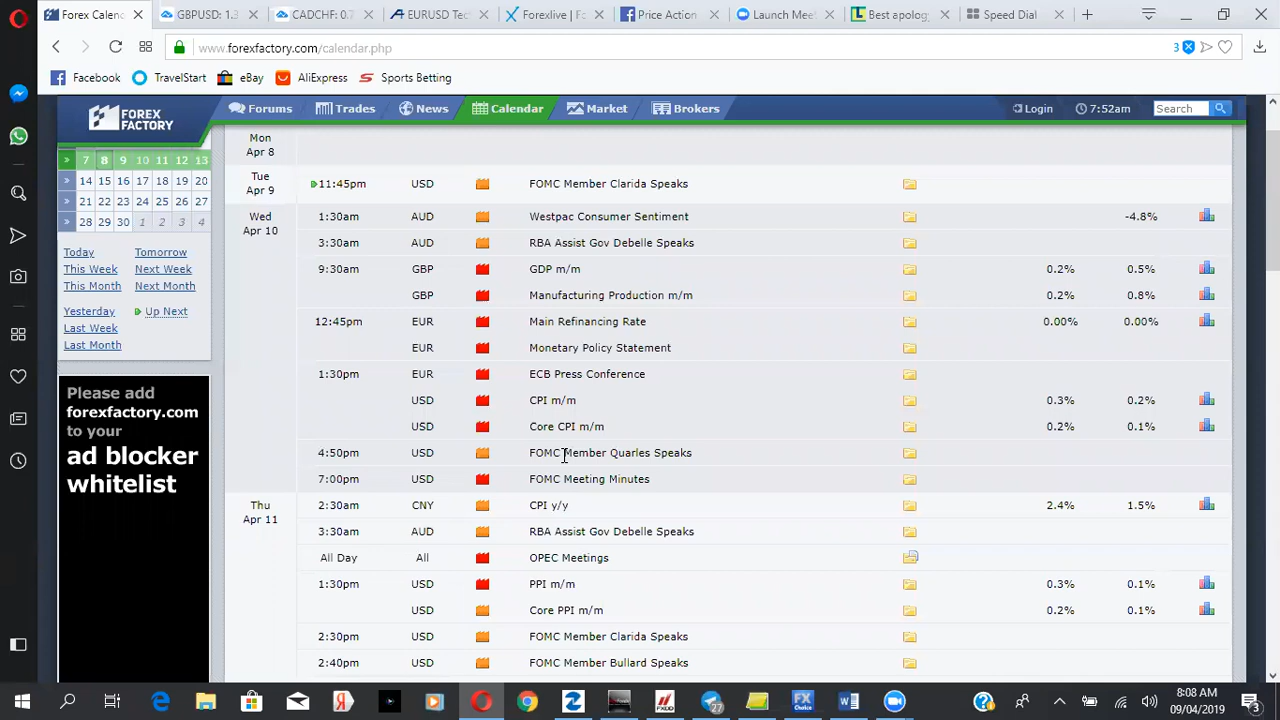 Forex Calen
GBPUSD: 1.3
CADCHF: 0.7
EURUSD Tec
Forexlive | Fo
Price Action
Launch Meet
Best apology
Speed Dial
www.forexfactory.com/calendar.php
3
Facebook
TravelStart
eBay
AliExpress
Sports Betting
FOREX
FACTORY
Forums
Trades
News
Calendar
Market
Brokers
Login
7:52am
Search
7 8 9 10 11 12 13
14 15 16 17 18 19 20
21 22 23 24 25 26 27
28 29 30 1 2 3 4
Today Tomorrow
This Week Next Week
This Month Next Month
Yesterday Up Next
Last Week
Last Month
Please add
forexfactory.com
to your
ad blocker
whitelist
Mon
Apr 8
Tue
Apr 9
11:45pm USD FOMC Member Clarida Speaks
Wed
Apr 10
1:30am AUD Westpac Consumer Sentiment -4.8%
3:30am AUD RBA Assist Gov Debelle Speaks
9:30am GBP GDP m/m 0.2% 0.5%
GBP Manufacturing Production m/m 0.2% 0.8%
12:45pm EUR Main Refinancing Rate 0.00% 0.00%
EUR Monetary Policy Statement
1:30pm EUR ECB Press Conference
USD CPI m/m 0.3% 0.2%
USD Core CPI m/m 0.2% 0.1%
4:50pm USD FOMC Member Quarles Speaks
7:00pm USD FOMC Meeting Minutes
Thu
Apr 11
2:30am CNY CPI y/y 2.4% 1.5%
3:30am AUD RBA Assist Gov Debelle Speaks
All Day All OPEC Meetings
1:30pm USD PPI m/m 0.3% 0.1%
USD Core PPI m/m 0.2% 0.1%
2:30pm USD FOMC Member Clarida Speaks
2:40pm USD FOMC Member Bullard Speaks
FXDD
27
FX
Choice
8:08 AM
09/04/2019
3